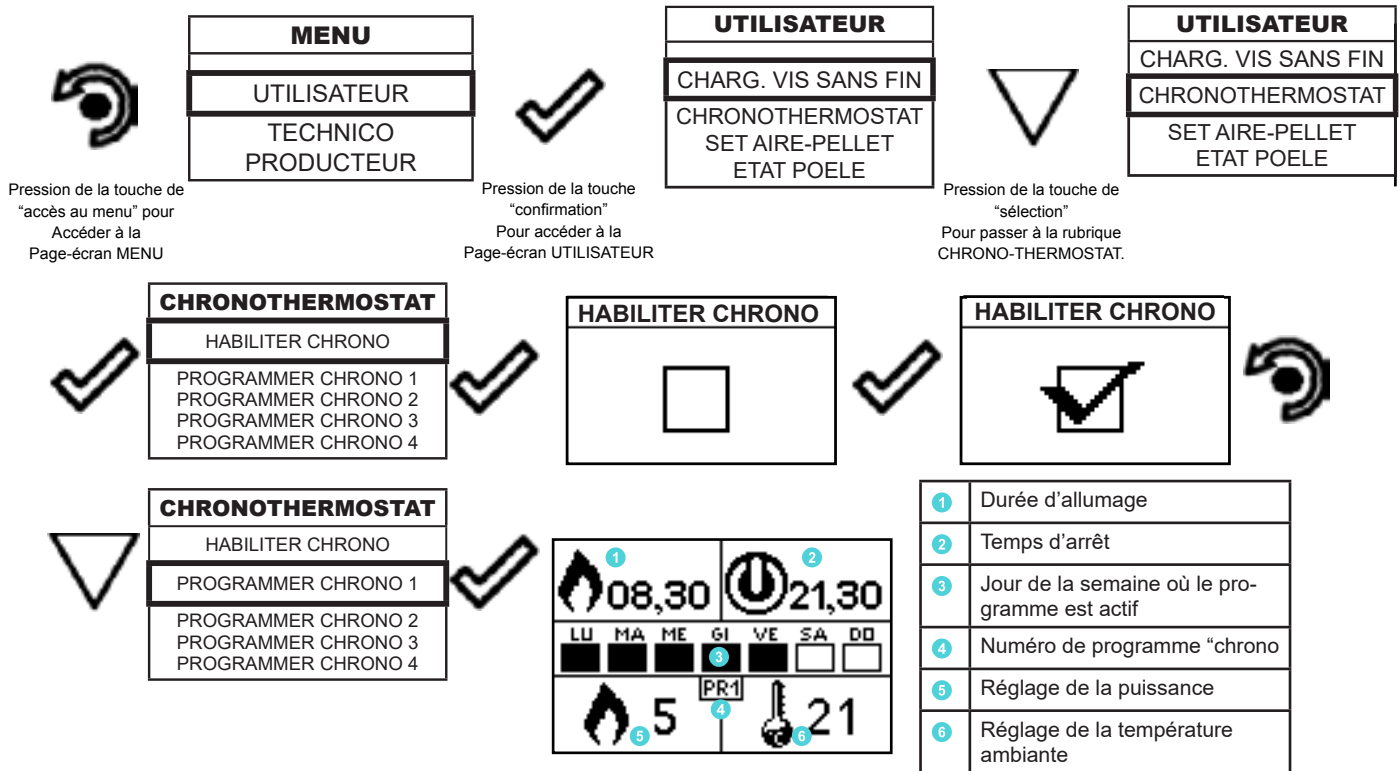 MENU
UTILISATEUR
TECHNICO
PRODUCTEUR
Pression de la touche de
“accès au menu” pour
Accéder à la
Page-écran MENU
UTILISATEUR
CHARG. VIS SANS FIN
CHRONOTHERMOSTAT
SET AIRE-PELLET
ETAT POELE
Pression de la touche
“confirmation”
Pour accéder à la
Page-écran UTILISATEUR
UTILISATEUR
CHARG. VIS SANS FIN
CHRONOTHERMOSTAT
SET AIRE-PELLET
ETAT POELE
Pression de la touche de
“sélection”
Pour passer à la rubrique
CHRONO-THERMOSTAT.
CHRONOTHERMOSTAT
HABILITER CHRONO
PROGRAMMER CHRONO 1
PROGRAMMER CHRONO 2
PROGRAMMER CHRONO 3
PROGRAMMER CHRONO 4
HABILITER CHRONO
HABILITER CHRONO
CHRONOTHERMOSTAT
HABILITER CHRONO
PROGRAMMER CHRONO 1
PROGRAMMER CHRONO 2
PROGRAMMER CHRONO 3
PROGRAMMER CHRONO 4
1 08,30 2 21,30
LU MA ME GI VE SA DO
3
PR1
4
5 5 6 °C 21
1 Durée d’allumage
2 Temps d’arrêt
3 Jour de la semaine où le pro-
gramme est actif
4 Numéro de programme “chrono
5 Réglage de la puissance
6 Réglage de la température
ambiante